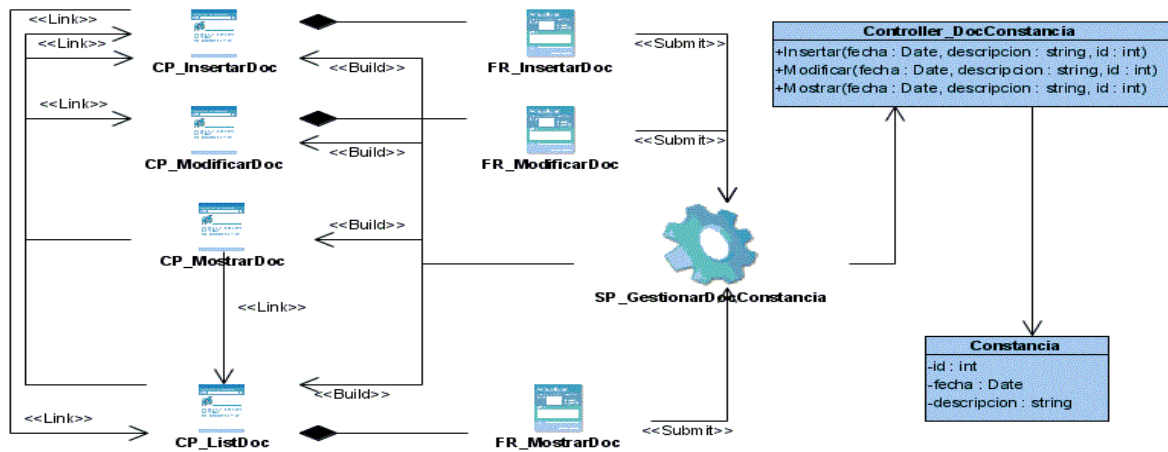 <<Link>>
<<Link>>
CP_InsertarDoc
<<Build>>
FR_InsertarDoc
<<Submit>>
Controller_DocConstancia
+Insertar(fecha : Date, descripcion : string, id : int)
+Modificar(fecha : Date, descripcion : string, id : int)
+Mostrar(fecha : Date, descripcion : string, id : int)
<<Link>>
CP_ModificarDoc
<<Build>>
FR_ModificarDoc
<<Submit>>
CP_MostrarDoc
<<Build>>
SP_GestionarDocConstancia
<<Link>>
Constancia
-id : int
-fecha : Date
-descripcion : string
<<Link>>
CP_ListDoc
<<Build>>
FR_MostrarDoc
<<Submit>>